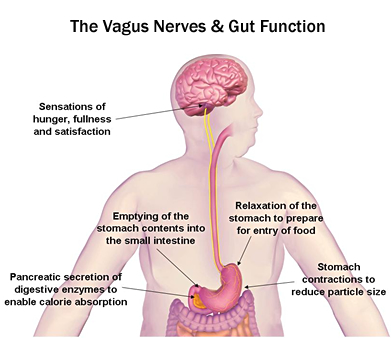 The Vagus Nerves & Gut Function
Sensations of
hunger, fullness
and satisfaction
Emptying of the
stomach contents into
the small intestine
Relaxation of the
stomach to prepare
for entry of food
Pancreatic secretion of
digestive enzymes to
enable calorie absorption
Stomach
contractions to
reduce particle size